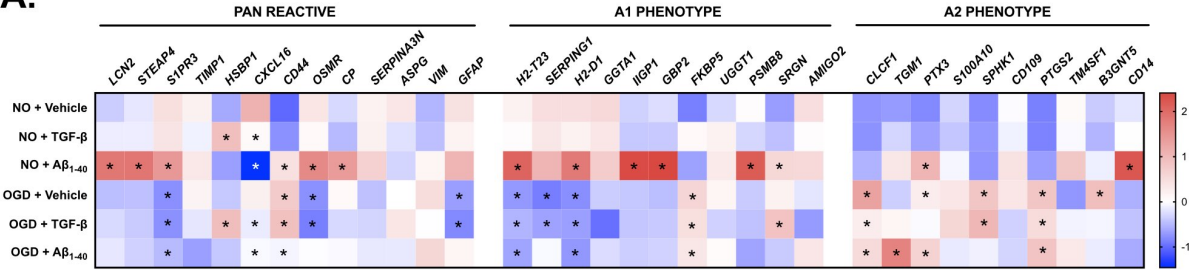 A.
PAN REACTIVE A1 PHENOTYPE A2 PHENOTYPE
LCN2 STEAP4 S1PR3 TIMP1 HSBP1 CXCL16 CD44 OSMR CP SERPINA3N ASPG VIM GFAP H2-T23 SERPING1 H2-D1 GGTA1 IIGP1 GBP2 FKBP5 UGGT1 PSMB8 SRGN AMIGO2 CLCF1 TGM1 PTX3 S100A10 SPHK1 CD109 PTGS2 TM4SF1 B3GNT5 CD14
NO + Vehicle
NO + TGF-β * *
NO + Aβ1-40 * * * * * * * * * * * * * * *
OGD + Vehicle * * * * * * * * * * * * *
OGD + TGF-β * * * * * * * * * * * * * *
OGD + Aβ1-40 * * * * * * * * * *
2
1
0
-1